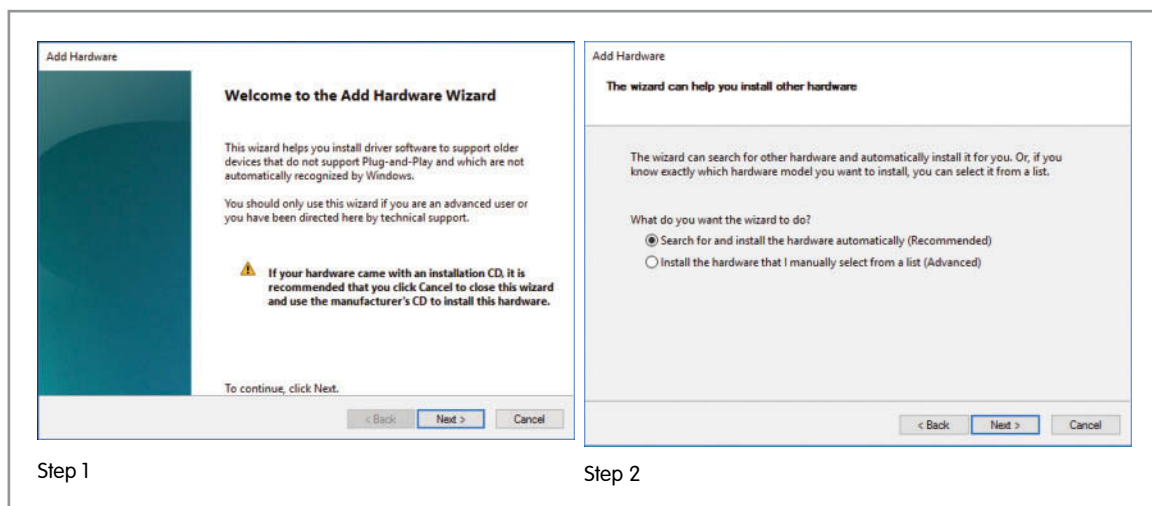 Add Hardware
Welcome to the Add Hardware Wizard
This wizard helps you install driver software to support older
devices that do not support Plug-and-Play and which are not
automatically recognized by Windows.
You should only use this wizard if you are an advanced user or
you have been directed here by technical support.
If your hardware came with an installation CD, it is
recommended that you click Cancel to close this wizard
and use the manufacturer's CD to install this hardware.
To continue, click Next.
< Back Next > Cancel
Step 1
Add Hardware
The wizard can help you install other hardware
The wizard can search for other hardware and automatically install it for you. Or, if you
know exactly which hardware model you want to install, you can select it from a list.
What do you want the wizard to do?
Search for and install the hardware automatically (Recommended)
Install the hardware that I manually select from a list (Advanced)
< Back Next > Cancel
Step 2